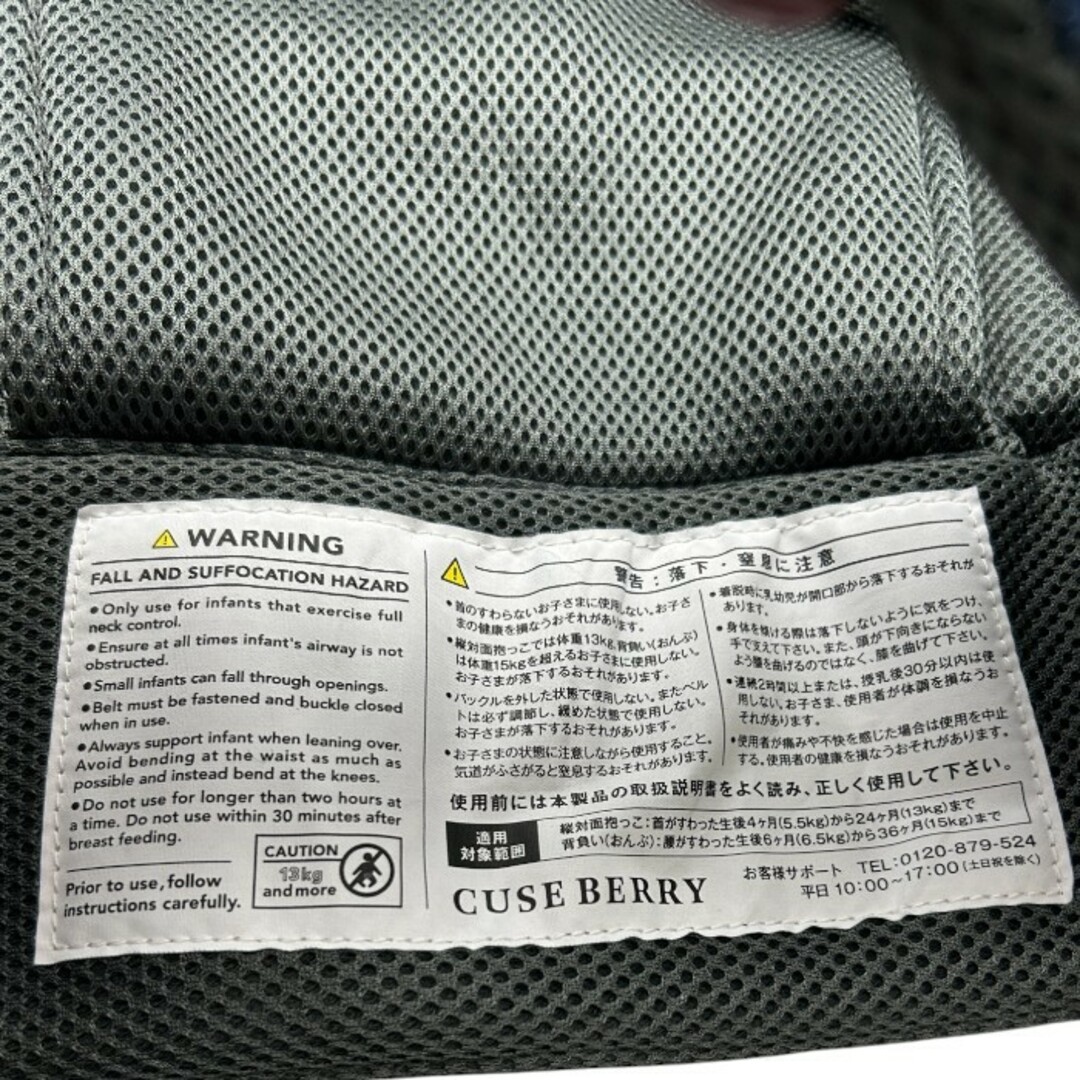 WARNING
FALL AND SUFFOCATION HAZARD
•Only use for infants that exercise full
neck control.
•Ensure at all times infant's airway is not
obstructed.
•Small infants can fall through openings.
•Belt must be fastened and buckle closed
when in use.
•Always support infant when leaning over.
Avoid bending at the waist as much as
possible and instead bend at the knees.
•Do not use for longer than two hours at
a time. Do not use within 30 minutes after
breast feeding.
Prior to use, follow
instructions carefully.
CAUTION
13kg
and more
警告：落下・窒息に注意
•首のすわらないお子さまに使用しない。お子さ
まの健康を損なうおそれがあります。
•縦対面抱っこでは体重13kg、背負い(おんぶ)
は体重15kgを超えるお子さまに使用しない。
お子さまが落下するおそれがあります。
•バックルを外した状態で使用しない。またベル
トは必ず調節し、緩めた状態で使用しない。
お子さまが落下するおそれがあります。
•お子さまの状態に注意しながら使用すること。
気道がふさがると窒息するおそれがあります。
•着脱時に乳幼児が開口部から落下するおそれが
あります。
•身体を傾ける際は落下しないように気をつけ、
手で支えて下さい。また、頭が下向きにならない
よう腰を曲げるのではなく、膝を曲げて下さい。
•連続2時間以上または、授乳後30分以内は使
用しない。お子さま、使用者が体調を損なうお
それがあります。
•使用者が痛みや不快を感じた場合は使用を中止
する。使用者の健康を損なうおそれがあります。
使用前には本製品の取扱説明書をよく読み、正しく使用して下さい。
適用
対象範囲
縦対面抱っこ：首がすわった生後4ヶ月(5.5kg)から24ヶ月(13kg)まで
背負い(おんぶ)：腰がすわった生後6ヶ月(6.5kg)から36ヶ月(15kg)まで
CUSE BERRY
お客様サポート TEL：0120-879-524
平日 10：00〜17：00 (土日祝を除く)